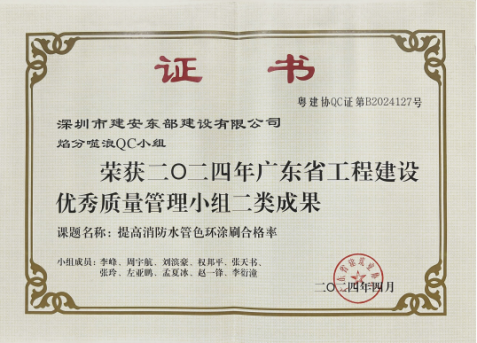 证 书
粤建协QC证第B2024127号
深圳市建安东部建设有限公司
焰分噬浪QC小组
荣获二〇二四年广东省工程建设
优秀质量管理小组二类成果
课题名称：提高消防水管色环涂刷合格率
小组成员：李峰、周宇航、刘滨豪、权邦平、张天书、
张玲、左亚鹏、孟夏冰、赵一锋、李衍潼
二〇二四年四月